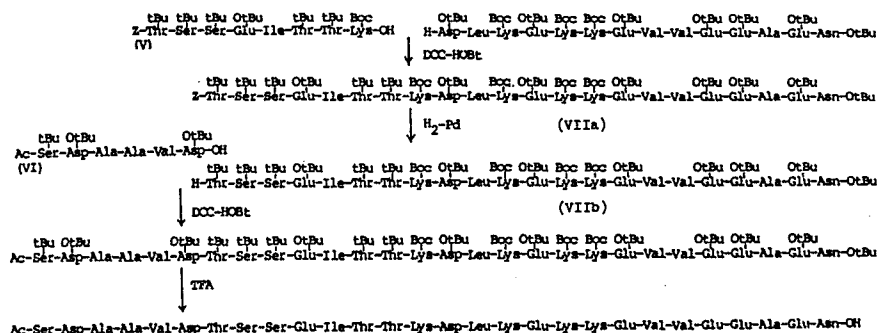 tBu tBu tBu OtBu tBu tBu Boc OtBu Boc OtBu Boc Boc OtBu OtBu OtBu OtBu
Z-Thr-Ser-Ser-Glu-Ile-Thr-Thr-Lys-OH H-Asp-Leu-Lys-Glu-Lys-Lys-Glu-Val-Val-Glu-Glu-Ala-Glu-Asn-OtBu
(V)
DCC-HOBt
tBu tBu tBu OtBu tBu tBu Boc OtBu Boc. OtBu Boc Boc OtBu OtBu OtBu OtBu
Z-Thr-Ser-Ser-Glu-Ile-Thr-Thr-Lys-Asp-Leu-Lys-Glu-Lys-Lys-Glu-Val-Val-Glu-Glu-Ala-Glu-Asn-OtBu
H2-Pd (VIIa)
tBu OtBu OtBu
Ac-Ser-Asp-Ala-Ala-Val-Asp-OH
(VI)
tBu tBu tBu OtBu tBu tBu Boc OtBu Boc OtBu Boc Boc OtBu OtBu OtBu OtBu
H-Thr-Ser-Ser-Glu-Ile-Thr-Thr-Lys-Asp-Leu-Lys-Glu-Lys-Lys-Glu-Val-Val-Glu-Glu-Ala-Glu-Asn-OtBu
DCC-HOBt (VIIb)
tBu OtBu OtBu tBu tBu tBu OtBu tBu tBu Boc OtBu Boc OtBu Boc Boc OtBu OtBu OtBu OtBu
Ac-Ser-Asp-Ala-Ala-Val-Asp-Thr-Ser-Ser-Glu-Ile-Thr-Thr-Lys-Asp-Leu-Lys-Glu-Lys-Lys-Glu-Val-Val-Glu-Glu-Ala-Glu-Asn-OtBu
TFA
Ac-Ser-Asp-Ala-Ala-Val-Asp-Thr-Ser-Ser-Glu-Ile-Thr-Thr-Lys-Asp-Leu-Lys-Glu-Lys-Lys-Glu-Val-Val-Glu-Glu-Ala-Glu-Asn-OH